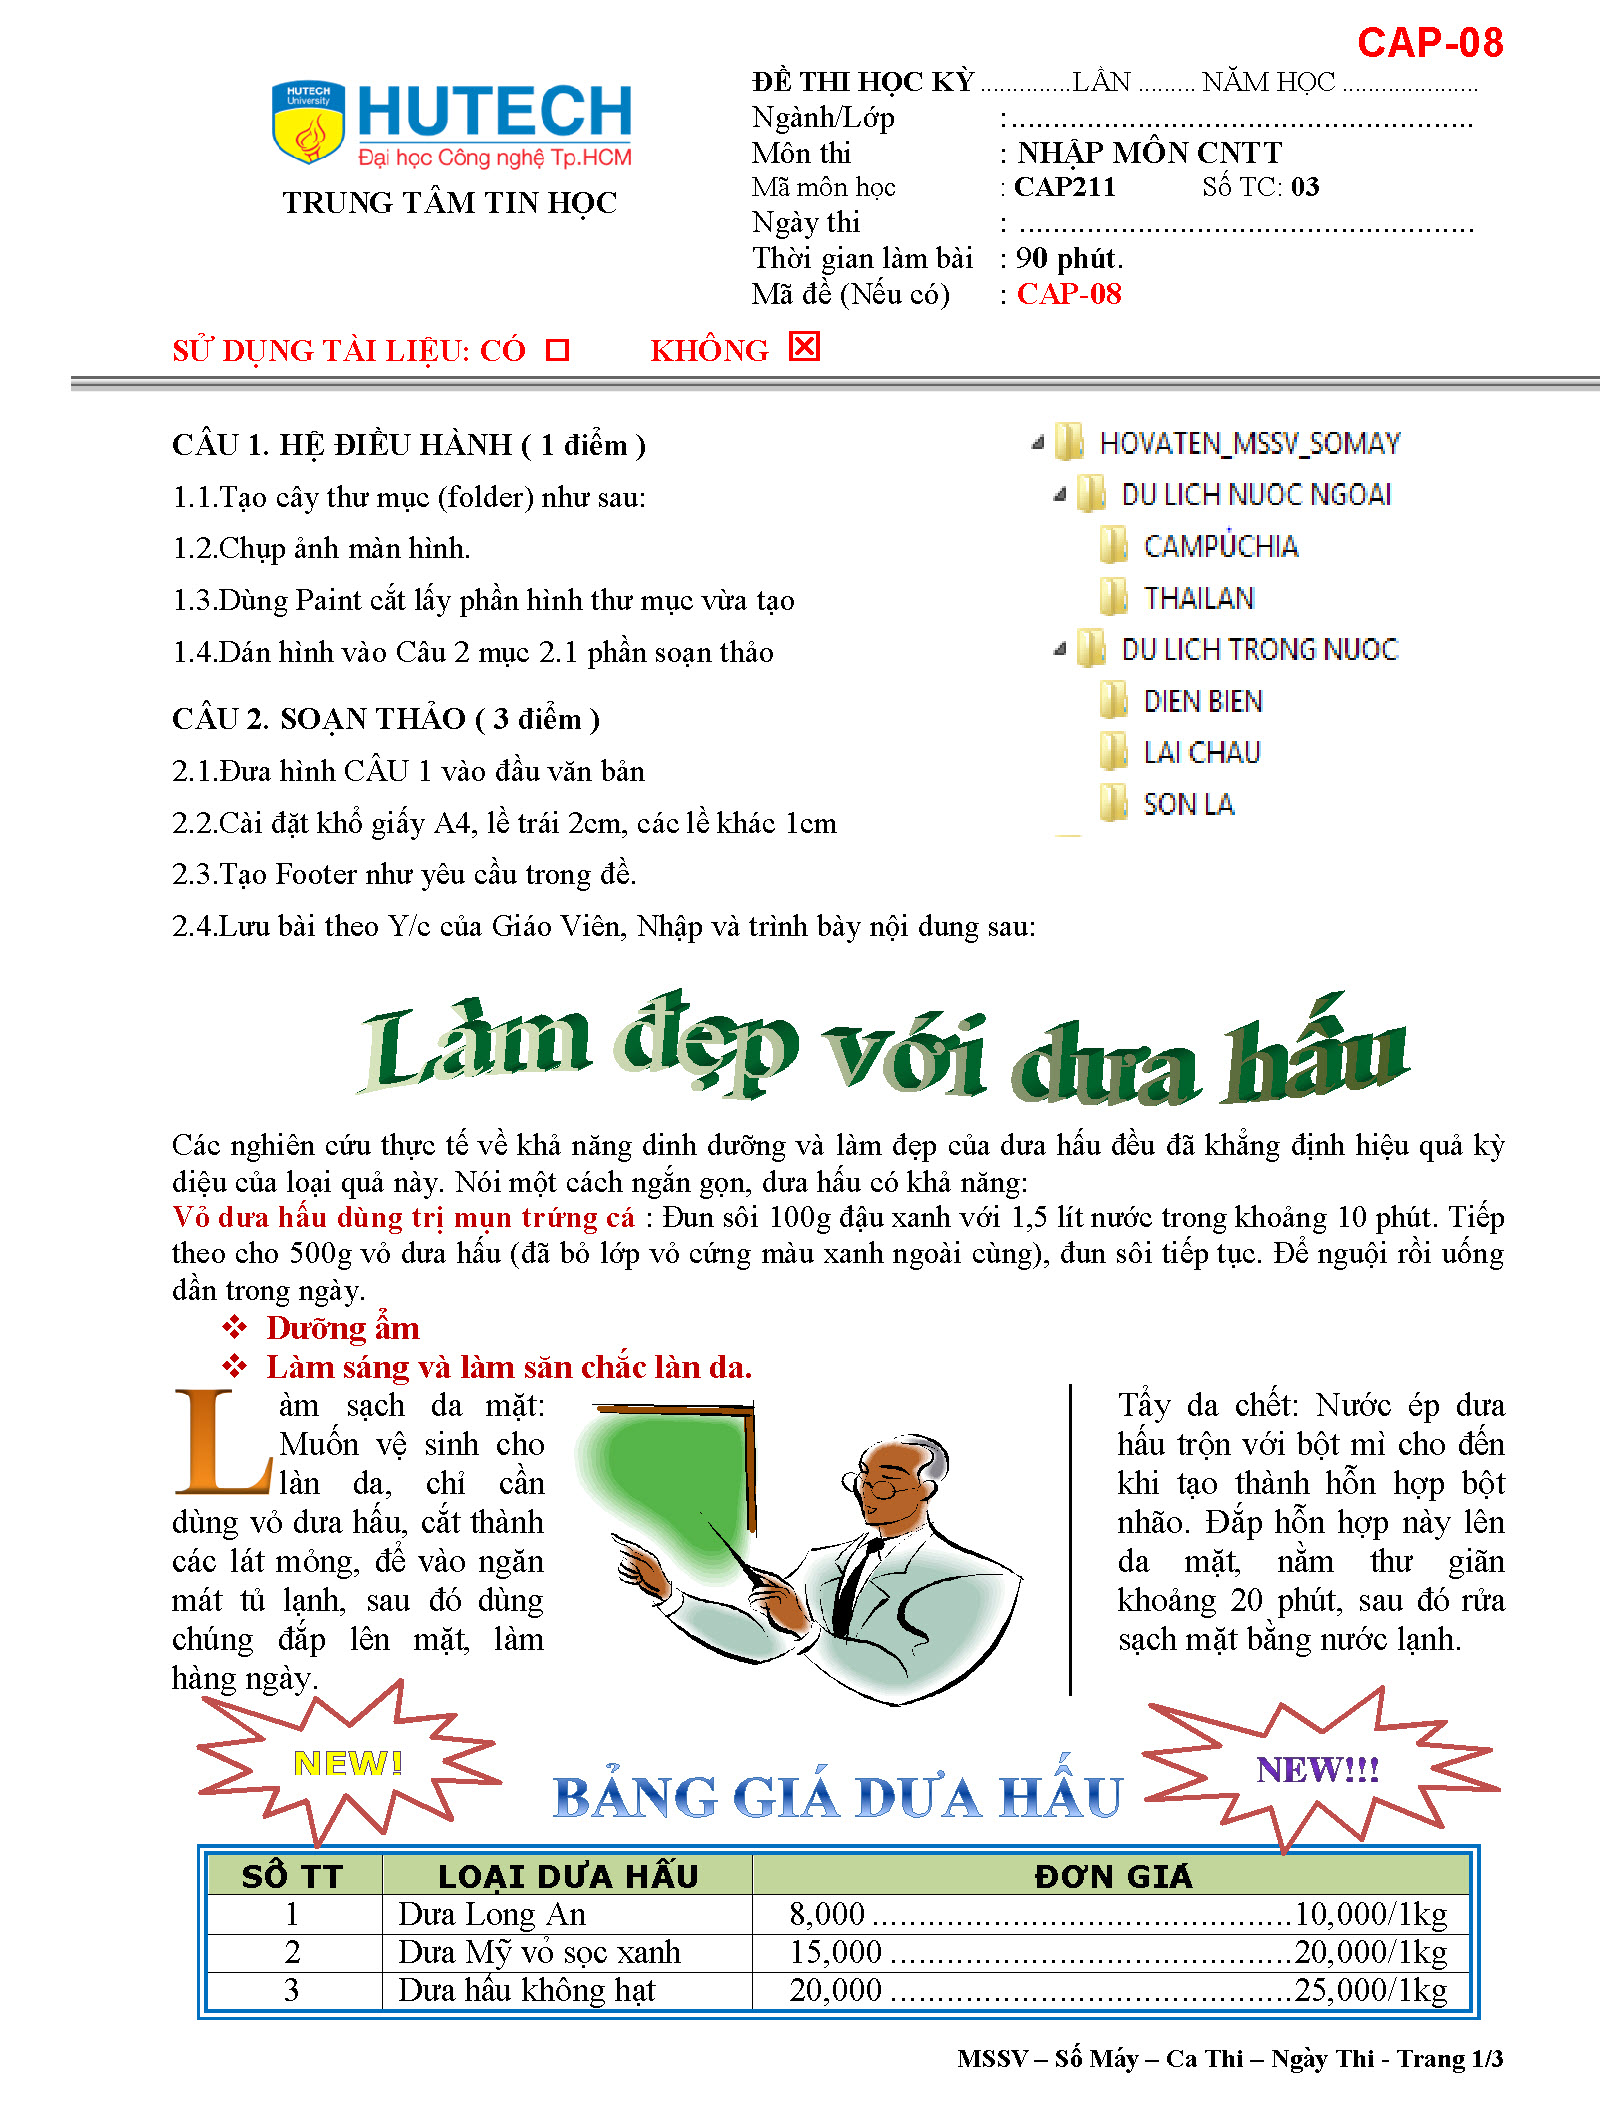 CAP-08
HUTECH
University
HUTECH
Đại học Công nghệ Tp.HCM
TRUNG TÂM TIN HỌC
ĐỀ THI HỌC KỲ ..............LẦN ......... NĂM HỌC .....................
Ngành/Lớp :.......................................................
Môn thi : NHẬP MÔN CNTT
Mã môn học : CAP211 Số TC: 03
Ngày thi : ......................................................
Thời gian làm bài : 90 phút.
Mã đề (Nếu có) : CAP-08
SỬ DỤNG TÀI LIỆU: CÓ ☐ KHÔNG ☒
CÂU 1. HỆ ĐIỀU HÀNH ( 1 điểm )
1.1.Tạo cây thư mục (folder) như sau:
1.2.Chụp ảnh màn hình.
1.3.Dùng Paint cắt lấy phần hình thư mục vừa tạo
1.4.Dán hình vào Câu 2 mục 2.1 phần soạn thảo
HOVATEN_MSSV_SOMAY
DU LICH NUOC NGOAI
CAMPUCHIA
THAILAN
DU LICH TRONG NUOC
DIEN BIEN
LAI CHAU
SON LA
CÂU 2. SOẠN THẢO ( 3 điểm )
2.1.Đưa hình CÂU 1 vào đầu văn bản
2.2.Cài đặt khổ giấy A4, lề trái 2cm, các lề khác 1cm
2.3.Tạo Footer như yêu cầu trong đề.
2.4.Lưu bài theo Y/c của Giáo Viên, Nhập và trình bày nội dung sau:
Làm đẹp với dưa hấu
Các nghiên cứu thực tế về khả năng dinh dưỡng và làm đẹp của dưa hấu đều đã khẳng định hiệu quả kỳ
diệu của loại quả này. Nói một cách ngắn gọn, dưa hấu có khả năng:
Vỏ dưa hấu dùng trị mụn trứng cá : Đun sôi 100g đậu xanh với 1,5 lít nước trong khoảng 10 phút. Tiếp
theo cho 500g vỏ dưa hấu (đã bỏ lớp vỏ cứng màu xanh ngoài cùng), đun sôi tiếp tục. Để nguội rồi uống
dần trong ngày.
❖ Dưỡng ẩm
❖ Làm sáng và làm săn chắc làn da.
Làm sạch da mặt:
Muốn vệ sinh cho
làn da, chỉ cần
dùng vỏ dưa hấu, cắt thành
các lát mỏng, để vào ngăn
mát tủ lạnh, sau đó dùng
chúng đắp lên mặt, làm
hàng ngày.
Tẩy da chết: Nước ép dưa
hấu trộn với bột mì cho đến
khi tạo thành hỗn hợp bột
nhão. Đắp hỗn hợp này lên
da mặt, nằm thư giãn
khoảng 20 phút, sau đó rửa
sạch mặt bằng nước lạnh.
NEW!
BẢNG GIÁ DƯA HẤU
NEW!!!
SỐ TT LOẠI DƯA HẤU ĐƠN GIÁ
1 Dưa Long An 8,000.............................................10,000/1kg
2 Dưa Mỹ vỏ sọc xanh 15,000...........................................20,000/1kg
3 Dưa hấu không hạt 20,000...........................................25,000/1kg
MSSV – Số Máy – Ca Thi – Ngày Thi - Trang 1/3